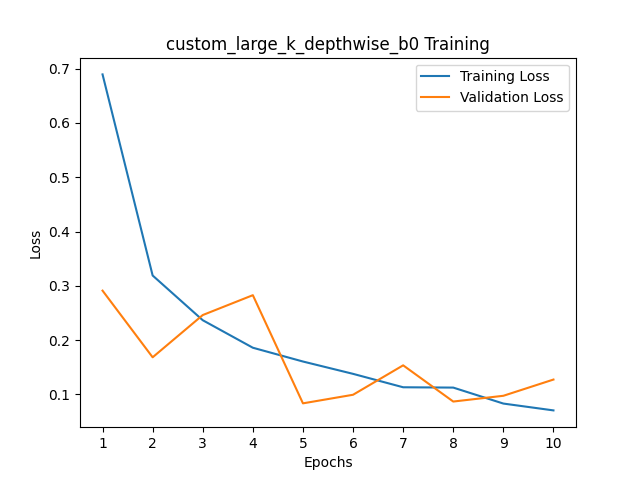 custom_large_k_depthwise_b0 Training
Training Loss
Validation Loss
0.7
0.6
0.5
0.4
0.3
0.2
0.1
Loss
1 2 3 4 5 6 7 8 9 10
Epochs